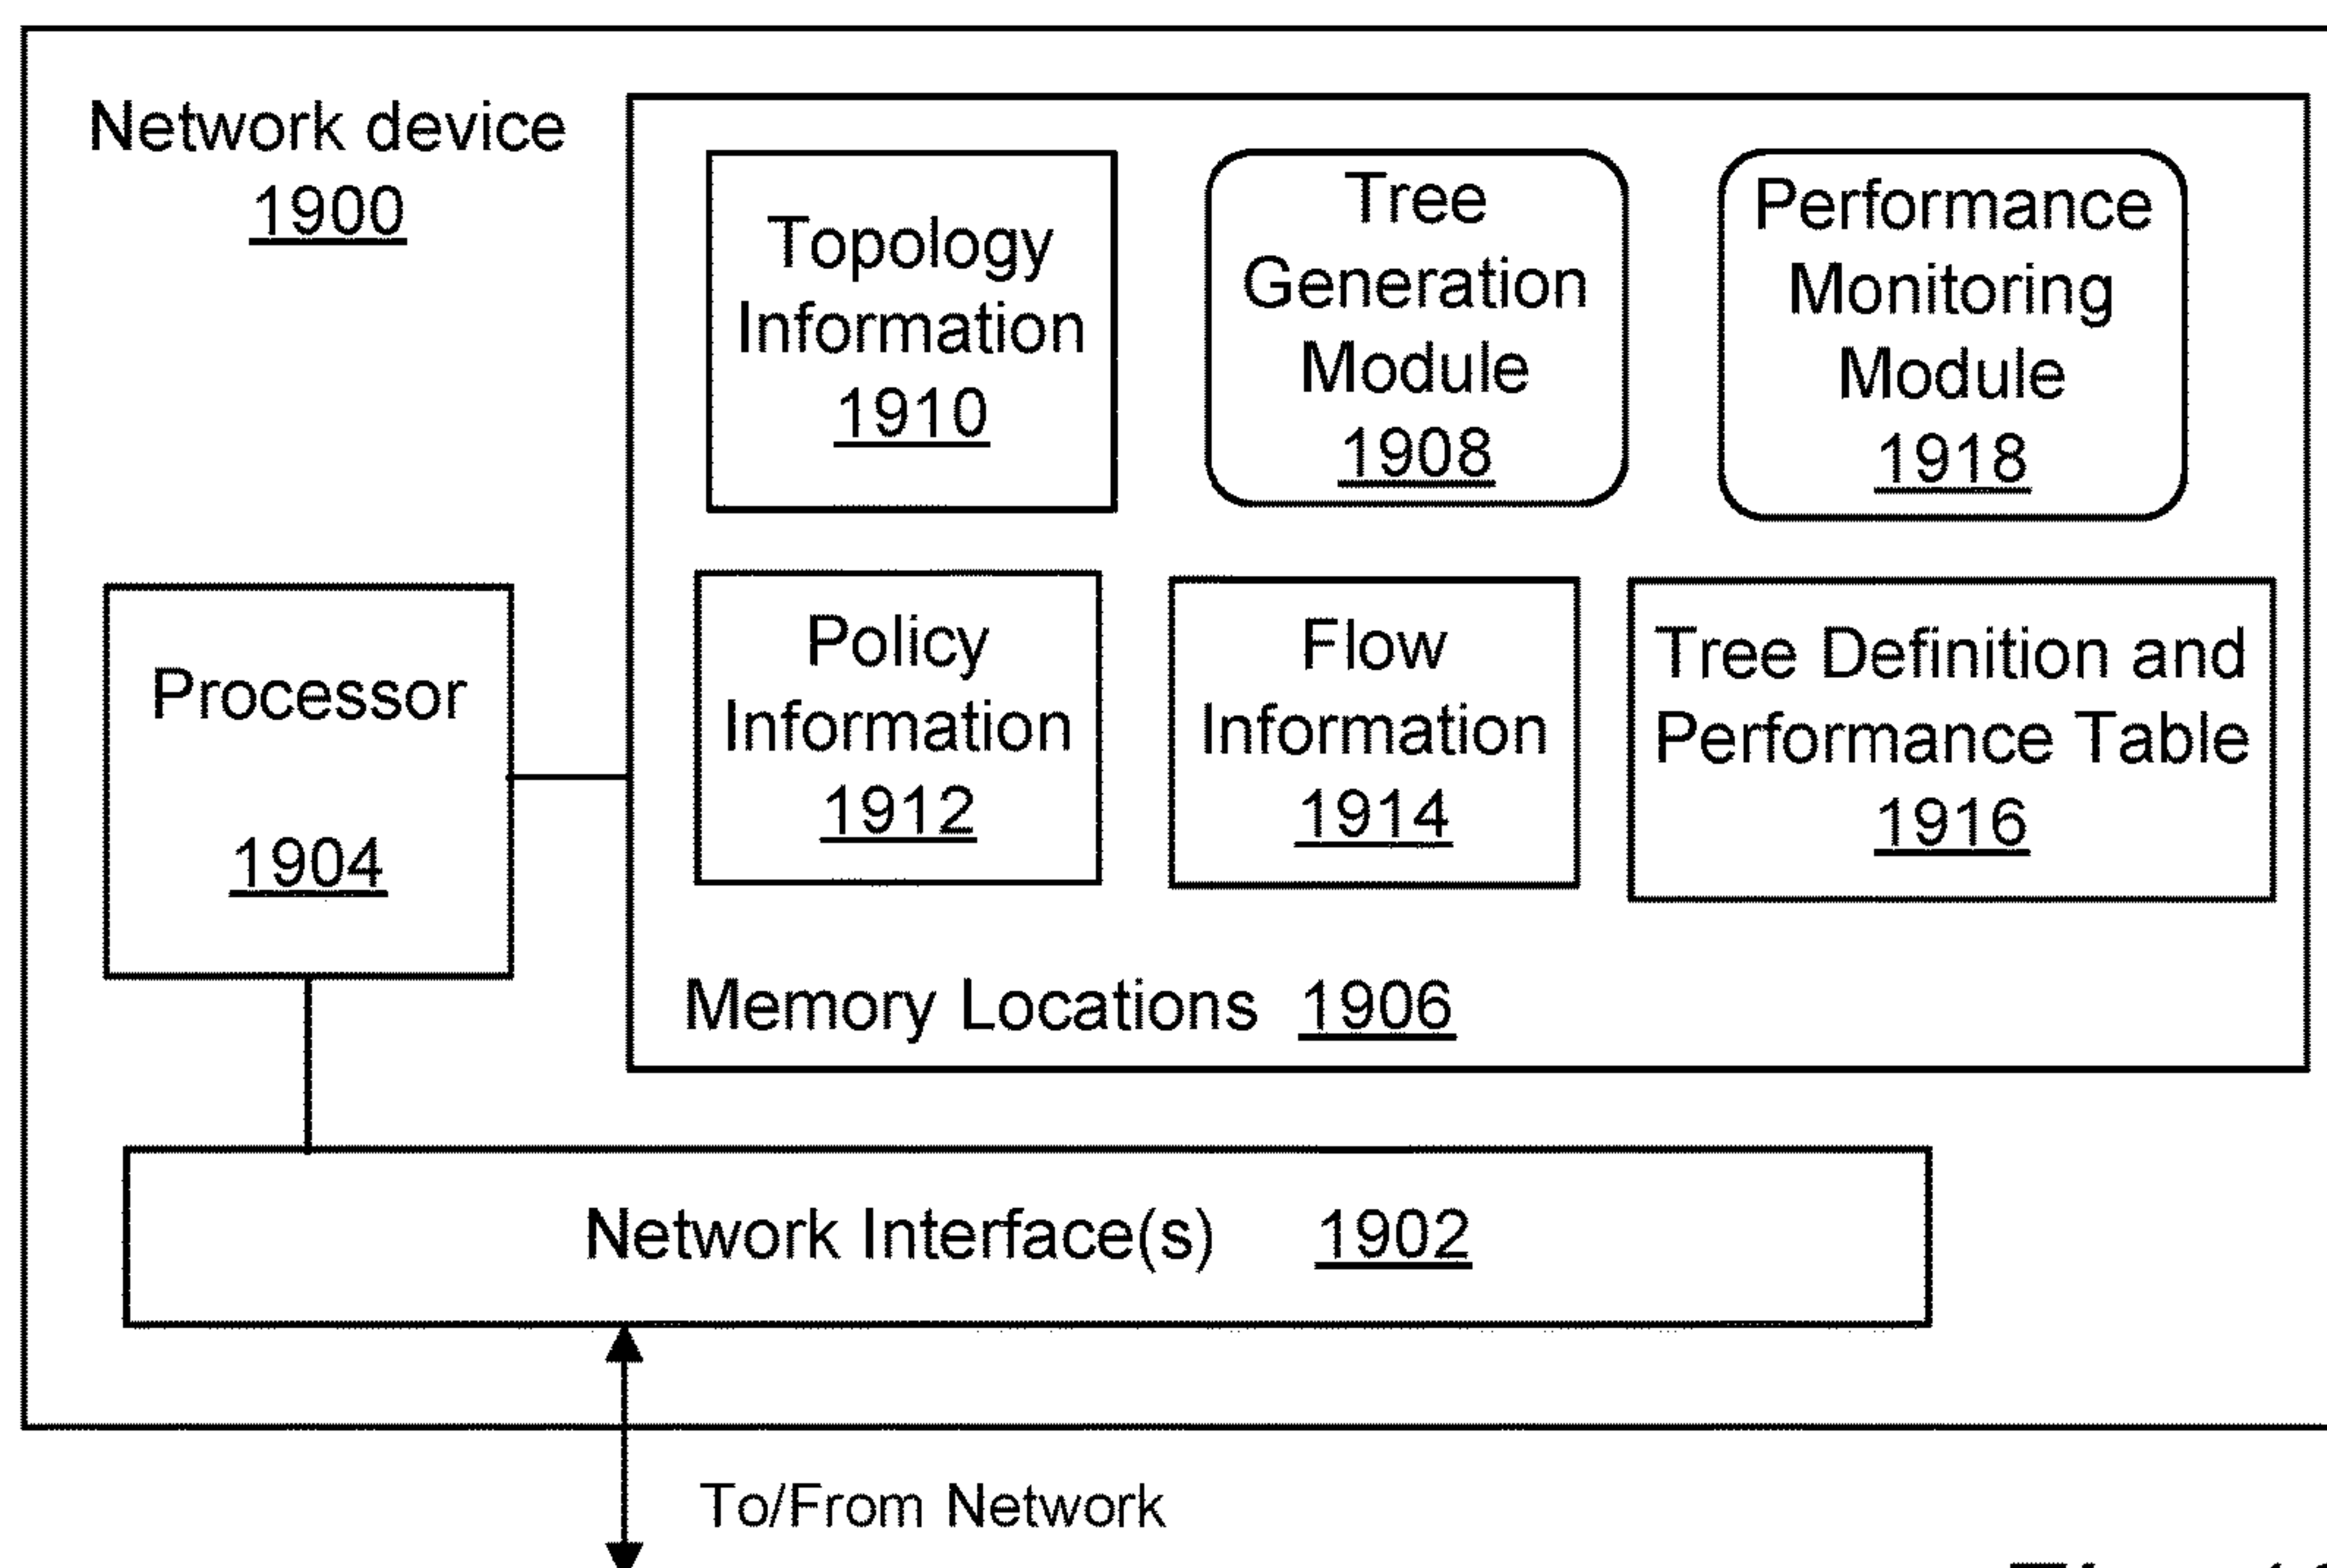 Network device
1900
Topology
Information
1910
Tree
Generation
Module
1908
Performance
Monitoring
Module
1918
Policy
Information
1912
Flow
Information
1914
Tree Definition and
Performance Table
1916
Processor
1904
Memory Locations 1906
Network Interface(s) 1902
To/From Network